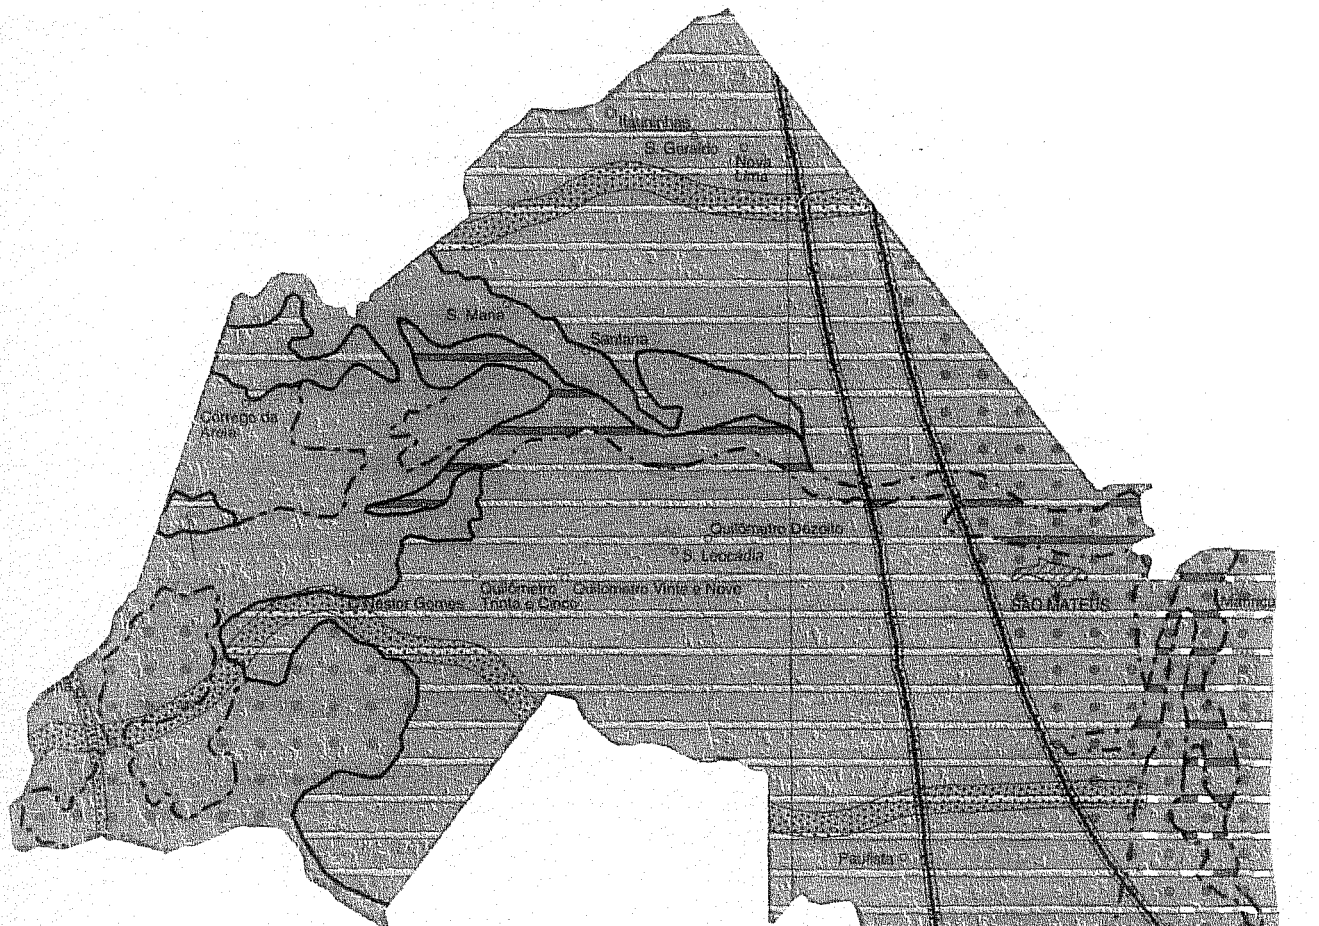 Itauninhas
S. Geraldo
Nova
S. Maria
Santana
Córrego da
Areia
Quilômetro Dezoito
S. Leocádia
Quilômetro
Trinta e Cinco
Quilômetro Vinte e Nove
Nestor Gomes
SÃO MATEUS
Paulista